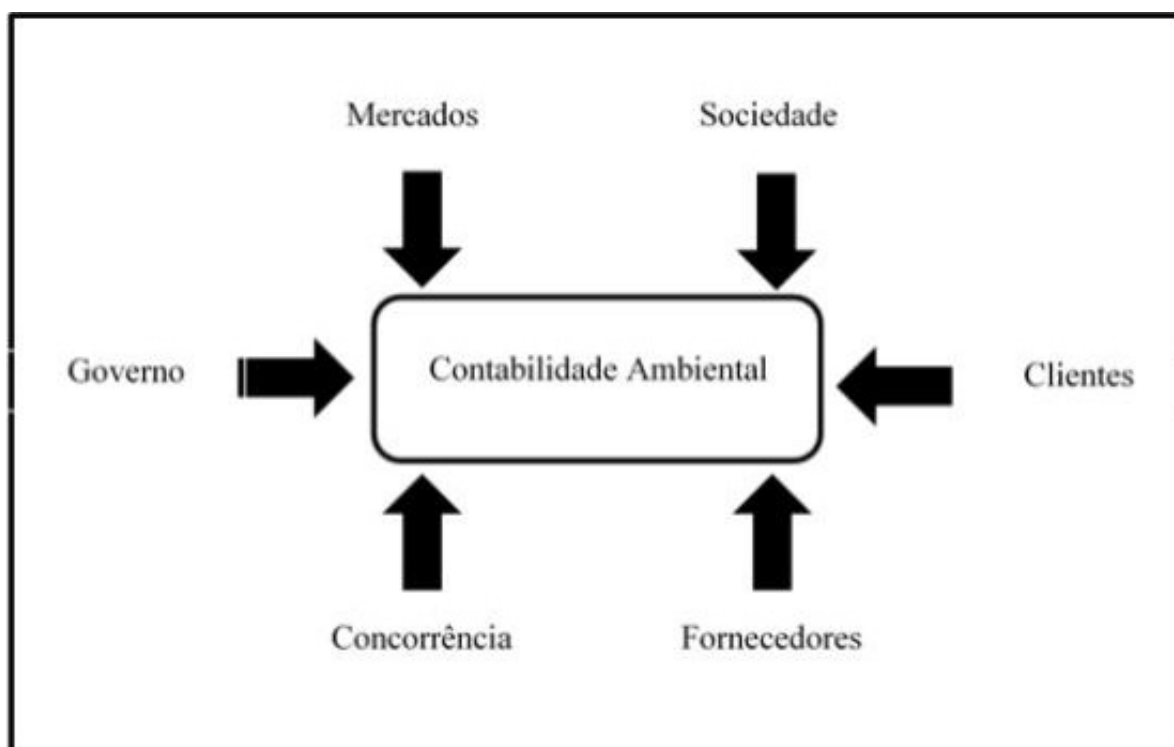 Mercados
Sociedade
Governo
Contabilidade Ambiental
Clientes
Concorrência
Fornecedores